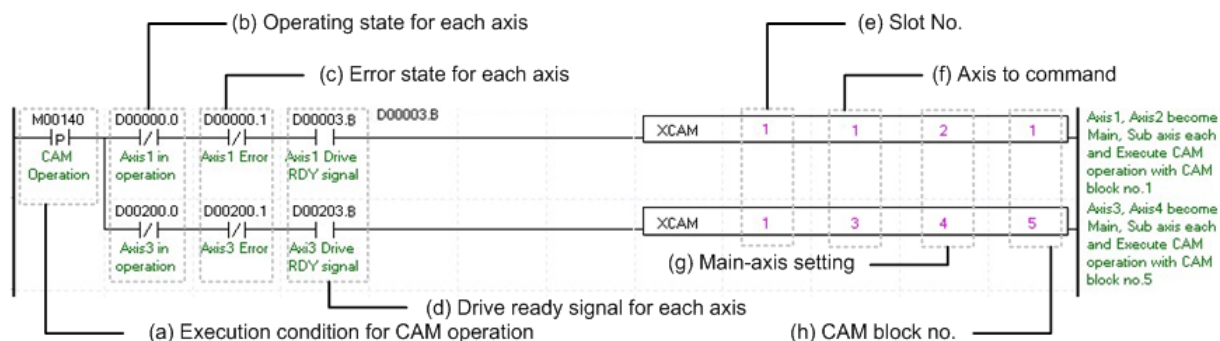 (b) Operating state for each axis
(e) Slot No.
(c) Error state for each axis
(f) Axis to command
M00140 D00000.0 D00000.1 D00003.B D00003.B
P
XCAM 1 1 2 1
CAM
Operation
Axis1 in
operation
Axis1 Error
Axis1 Drive
RDY signal
Axis1, Axis2 become
Main, Sub axis each
and Execute CAM
operation with CAM
block no.1
D00200.0 D00200.1 D00203.B
XCAM 1 3 4 5
Axis3 in
operation
Axis3 Error
Axi3 Drive
RDY signal
Axis3, Axis4 become
Main, Sub axis each
and Execute CAM
operation with CAM
block no.5
(g) Main-axis setting
(d) Drive ready signal for each axis
(a) Execution condition for CAM operation
(h) CAM block no.